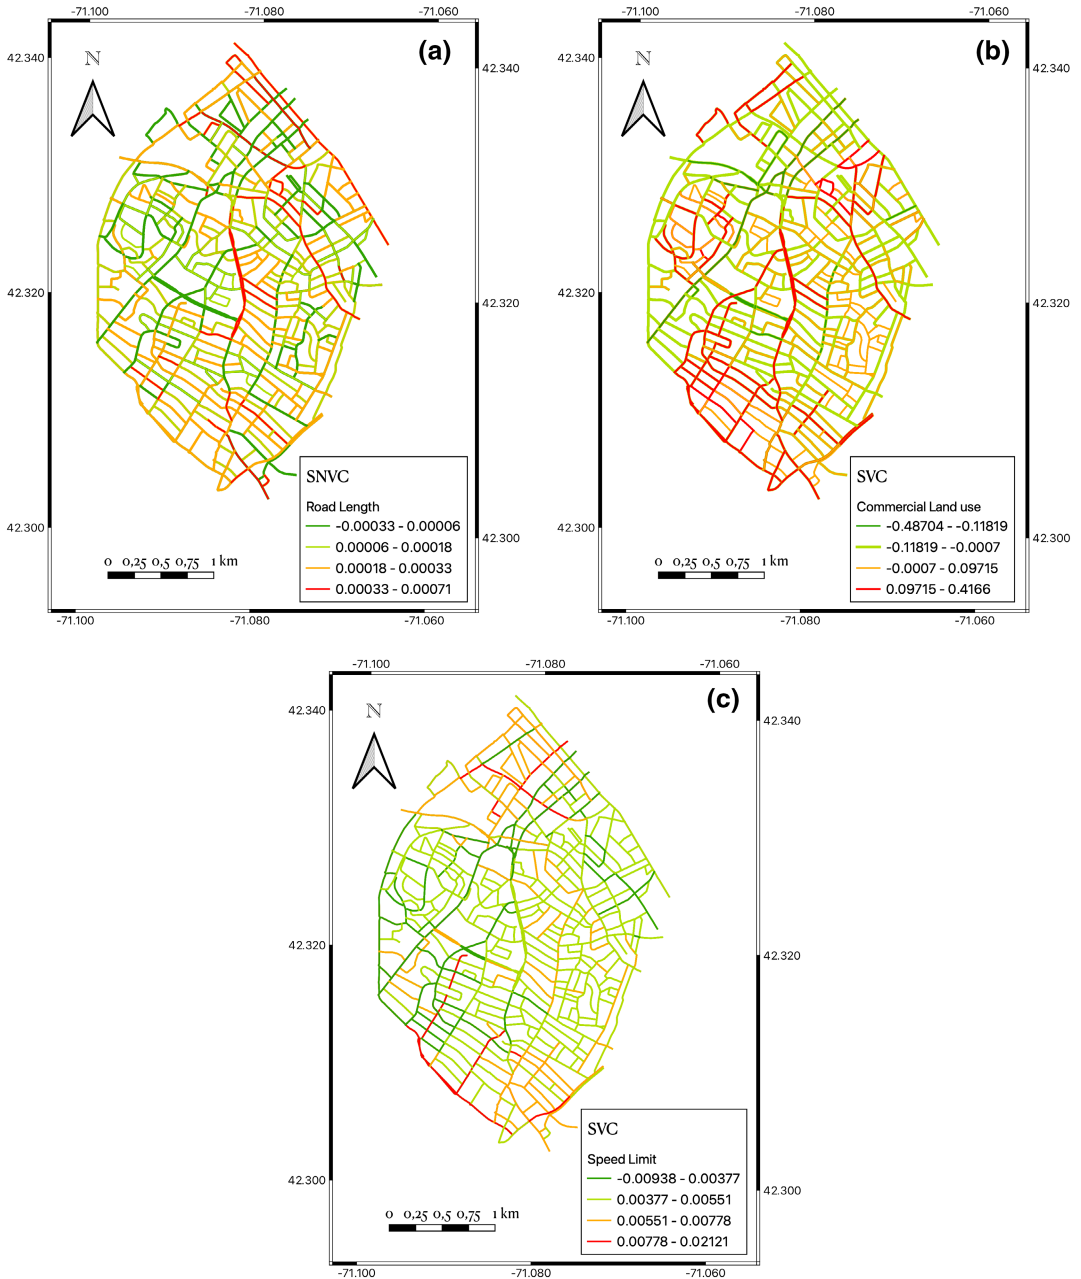 -71.100 -71.080 -71.060
(a)
N
42.340 42.340
42.320 42.320
42.300 42.300
SNVC
Road Length
-0.00033 - 0.00006
0.00006 - 0.00018
0.00018 - 0.00033
0.00033 - 0.00071
0 0,25 0,5 0,75 1 km
-71.100 -71.080 -71.060
-71.100 -71.080 -71.060
(b)
N
42.340 42.340
42.320 42.320
42.300 42.300
SVC
Commercial Land use
-0.48704 - -0.11819
-0.11819 - -0.0007
-0.0007 - 0.09715
0.09715 - 0.4166
0 0,25 0,5 0,75 1 km
-71.100 -71.080 -71.060
-71.100 -71.080 -71.060
(c)
N
42.340 42.340
42.320 42.320
42.300 42.300
SVC
Speed Limit
-0.00938 - 0.00377
0.00377 - 0.00551
0.00551 - 0.00778
0.00778 - 0.02121
0 0,25 0,5 0,75 1 km
-71.100 -71.080 -71.060